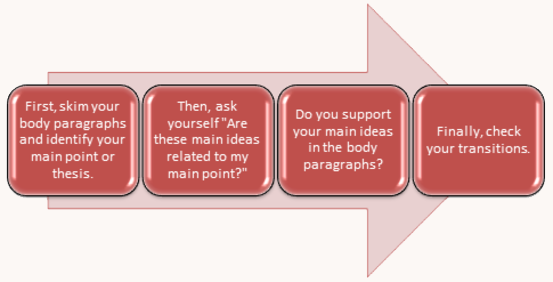 First, skim your
body paragraphs
and identify your
main point or
thesis.
Then, ask
yourself "Are
these main ideas
related to my
main point?"
Do you support
your main ideas
in the body
paragraphs?
Finally, check
your transitions.